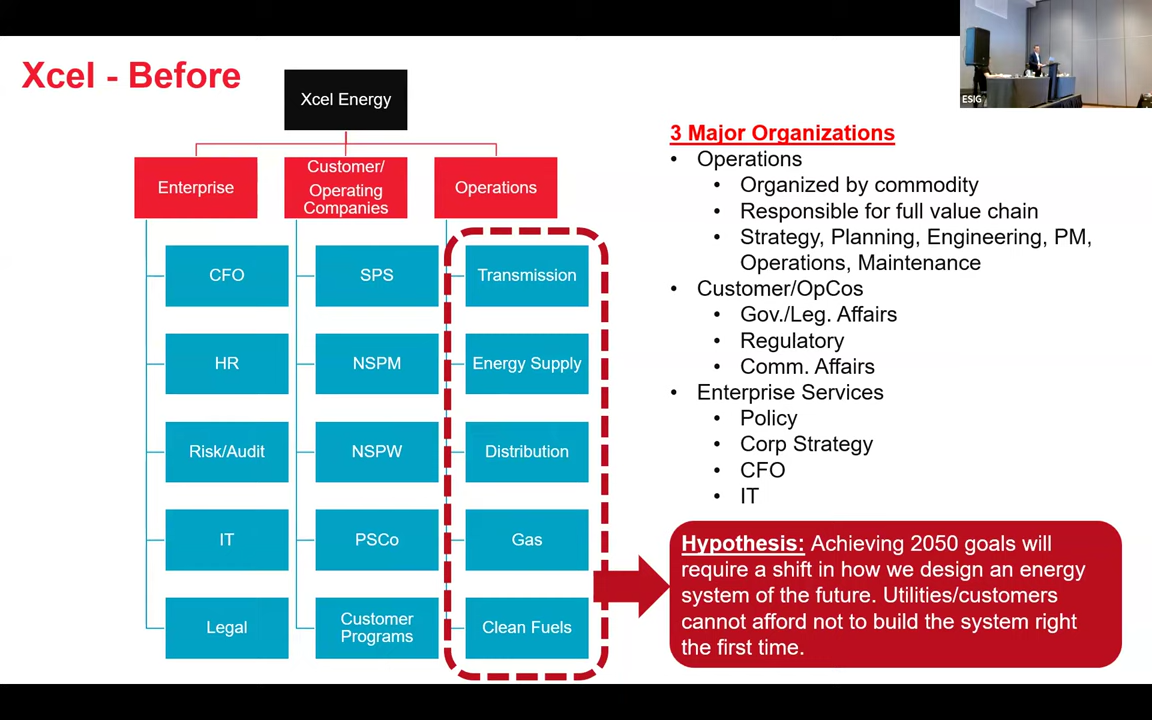 Xcel - Before
Xcel Energy
Enterprise
Customer/
Operating
Companies
Operations
CFO
HR
Risk/Audit
IT
Legal
SPS
NSPM
NSPW
PSCo
Customer
Programs
Transmission
Energy Supply
Distribution
Gas
Clean Fuels
3 Major Organizations
• Operations
• Organized by commodity
• Responsible for full value chain
• Strategy, Planning, Engineering, PM,
Operations, Maintenance
• Customer/OpCos
• Gov./Leg. Affairs
• Regulatory
• Comm. Affairs
• Enterprise Services
• Policy
• Corp Strategy
• CFO
• IT
Hypothesis: Achieving 2050 goals will
require a shift in how we design an energy
system of the future. Utilities/customers
cannot afford not to build the system right
the first time.
ESIG